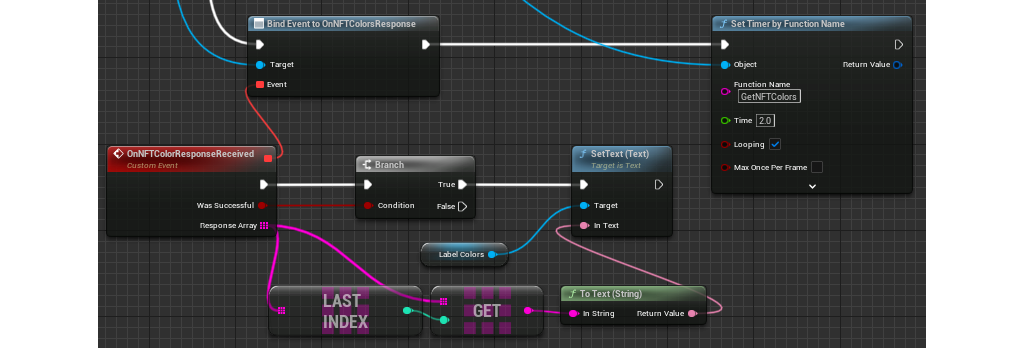 Bind Event to OnNFTColorsResponse
Target
Event
Set Timer by Function Name
Object
Return Value
Function Name
GetNFTColors
Time 2.0
Looping
Max Once Per Frame
OnNFTColorResponseReceived
Custom Event
Was Successful
Response Array
Branch
True
Condition
False
SetText (Text)
Target is Text
Target
In Text
Label Colors
LAST
INDEX
GET
To Text (String)
In String
Return Value